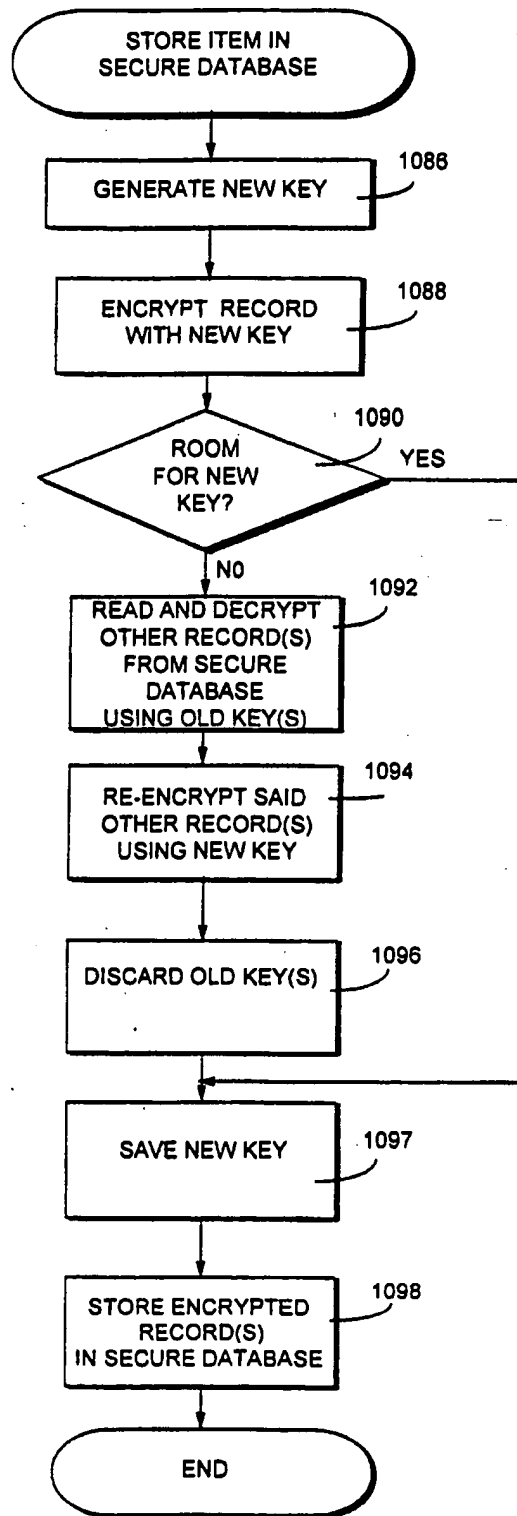 STORE ITEM IN
SECURE DATABASE
1086
GENERATE NEW KEY
1088
ENCRYPT RECORD
WITH NEW KEY
1090
ROOM
FOR NEW
KEY?
YES
NO
1092
READ AND DECRYPT
OTHER RECORD(S)
FROM SECURE
DATABASE
USING OLD KEY(S)
1094
RE-ENCRYPT SAID
OTHER RECORD(S)
USING NEW KEY
1096
DISCARD OLD KEY(S)
SAVE NEW KEY
1097
1098
STORE ENCRYPTED
RECORD(S)
IN SECURE DATABASE
END